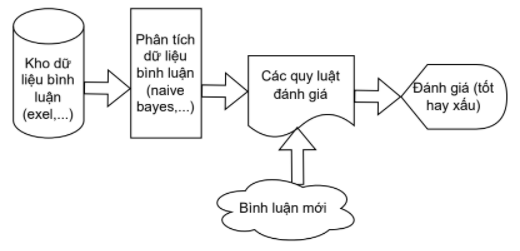 Kho dữ
liệu bình
luận
(exel,...)
Phân tích
dữ liệu
bình luận
(naive
bayes,...)
Các quy luật
đánh giá
Đánh giá (tốt
hay xấu)
Bình luận mới